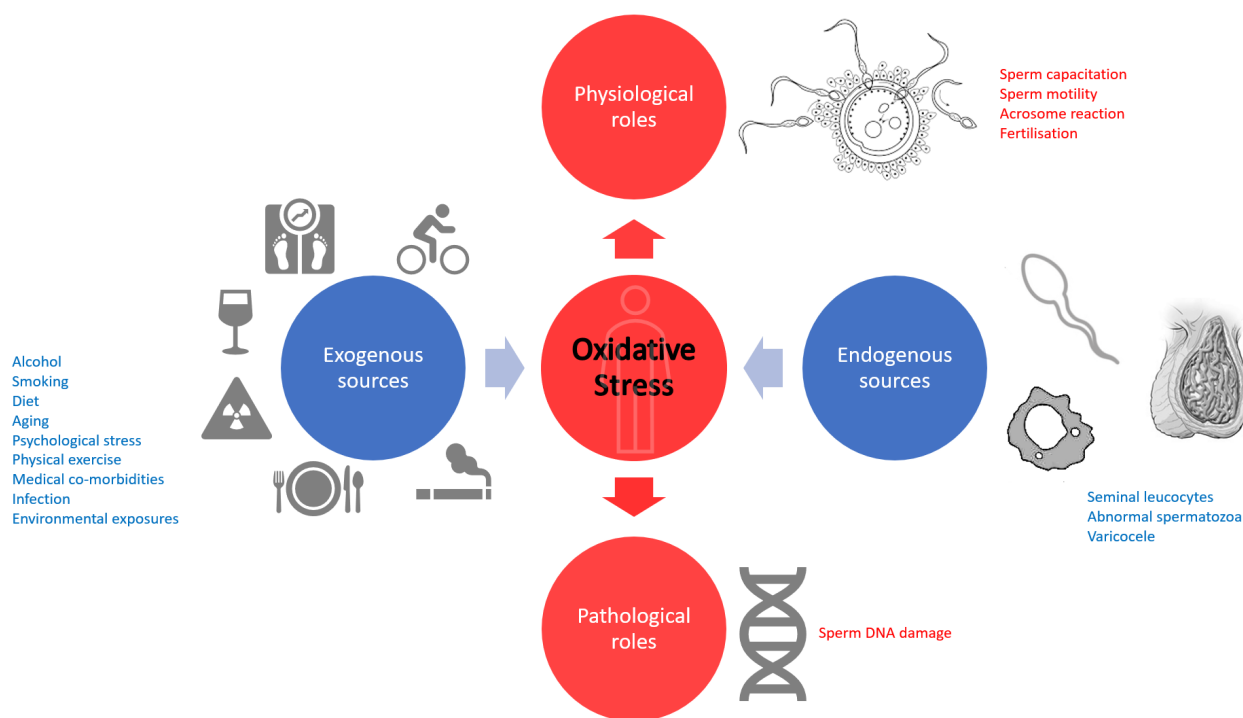 Physiological
roles
Sperm capacitation
Sperm motility
Acrosome reaction
Fertilisation
Exogenous
sources
Oxidative
Stress
Endogenous
sources
Alcohol
Smoking
Diet
Aging
Psychological stress
Physical exercise
Medical co-morbidities
Infection
Environmental exposures
Seminal leucocytes
Abnormal spermatozoa
Varicocele
Pathological
roles
Sperm DNA damage